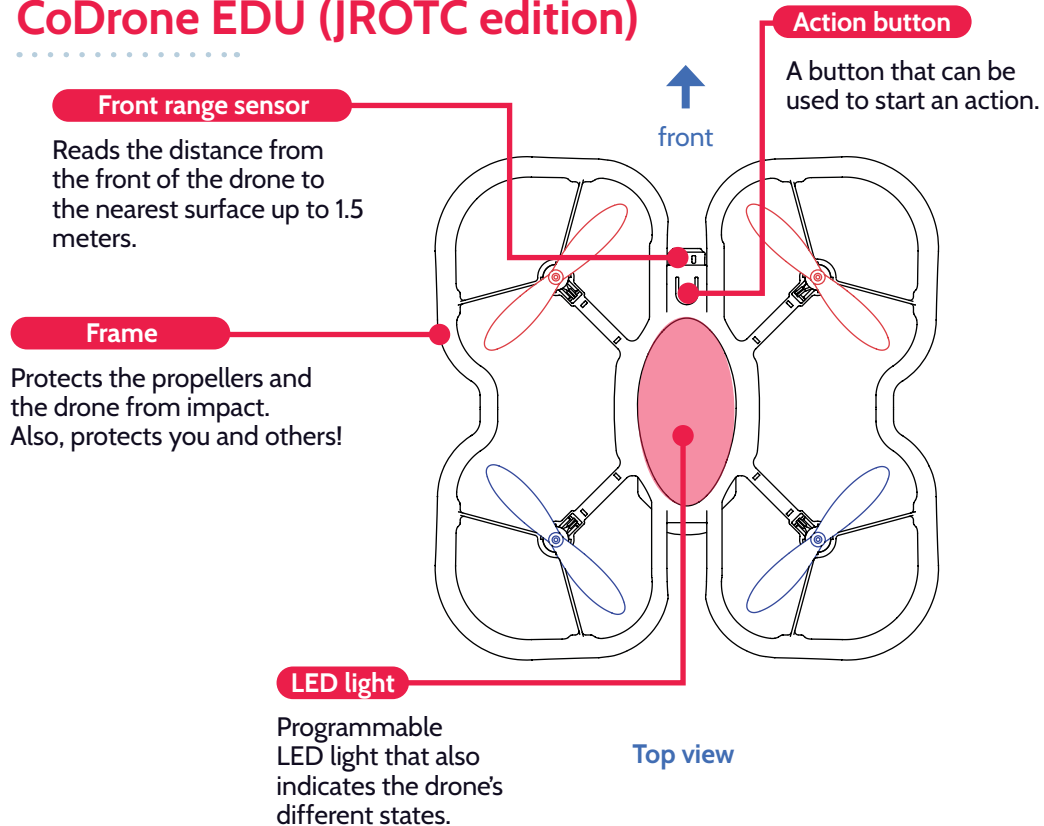 CoDrone EDU (JROTC edition)
Action button
A button that can be
used to start an action.
front
Front range sensor
Reads the distance from
the front of the drone to
the nearest surface up to 1.5
meters.
Frame
Protects the propellers and
the drone from impact.
Also, protects you and others!
LED light
Programmable
LED light that also
indicates the drone's
different states.
Top view